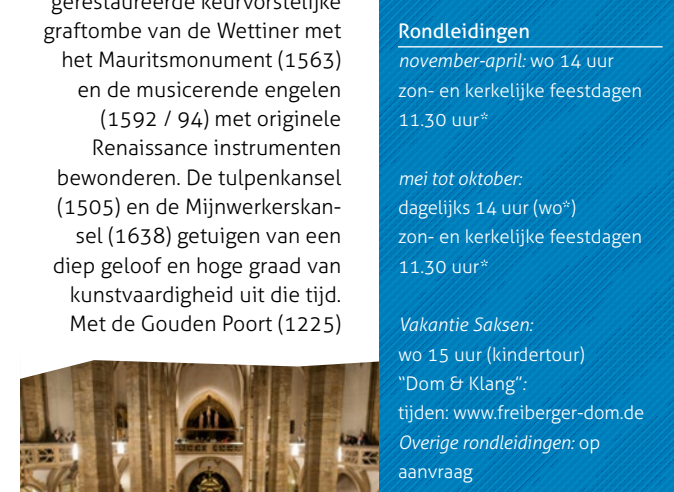 gerestaureerde keurvorstelijke
graftombe van de Wettiner met
het Mauritsmonument (1563)
en de musicerende engelen
(1592 / 94) met originele
Renaissance instrumenten
bewonderen. De tulpenkansel
(1505) en de Mijnwerkerskan-
sel (1638) getuigen van een
diep geloof en hoge graad van
kunstvaardigheid uit die tijd.
Met de Gouden Poort (1225)
Rondleidingen
november-april: wo 14 uur
zon- en kerkelijke feestdagen
11.30 uur*
mei tot oktober:
dagelijks 14 uur (wo*)
zon- en kerkelijke feestdagen
11.30 uur*
Vakantie Saksen:
wo 15 uur (kindertour)
“Dom & Klang”:
tijden: www.freiberger-dom.de
Overige rondleidingen: op
aanvraag